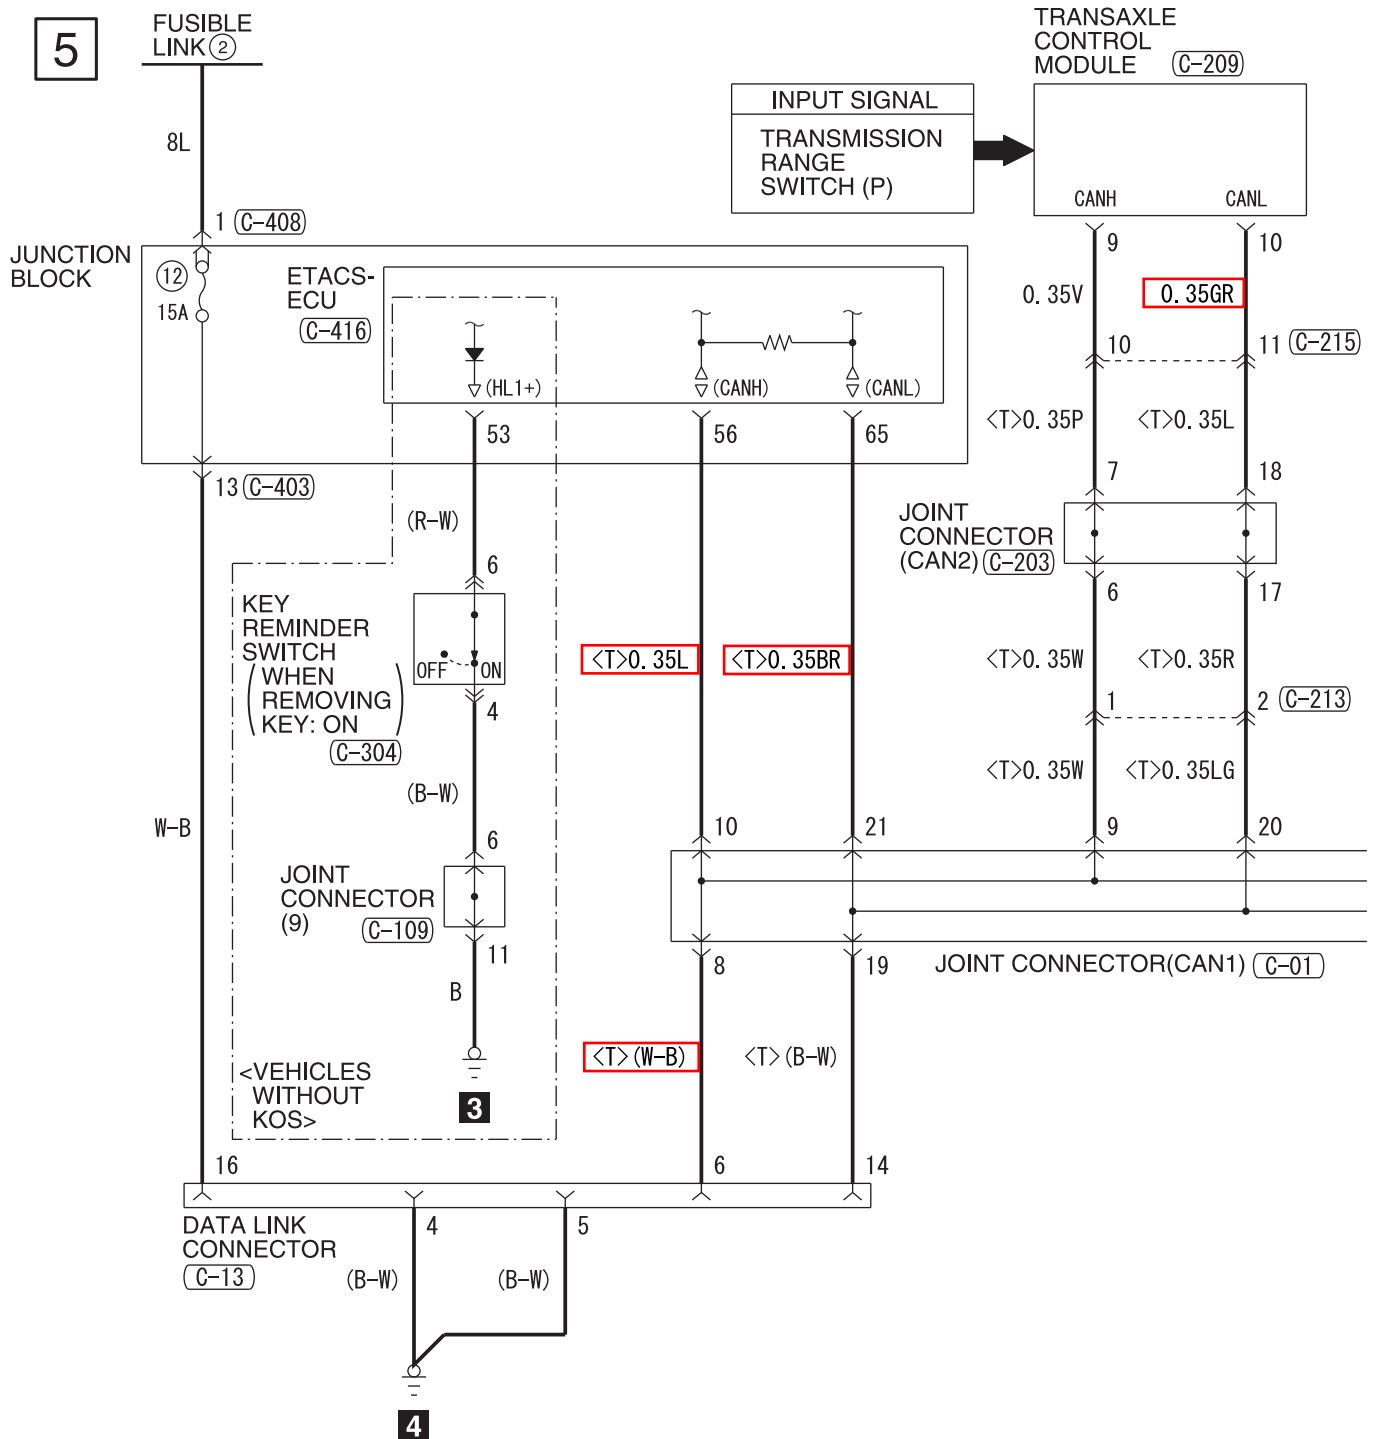 5
FUSIBLE
LINK ②
8L
1 C-408
JUNCTION
BLOCK
⑫
15A
ETACS-
ECU
C-416
(HL1+)
(CANH)
(CANL)
53
56
65
13 C-403
(R-W)
6
KEY
REMINDER
SWITCH
(WHEN
REMOVING
KEY: ON)
C-304
OFF
ON
4
(B-W)
W-B
6
JOINT
CONNECTOR
(9)
C-109
11
B
3
<VEHICLES
WITHOUT
KOS>
TRANSAXLE
CONTROL
MODULE C-209
INPUT SIGNAL
TRANSMISSION
RANGE
SWITCH (P)
CANH
CANL
9
10
0.35V
0.35GR
10
11 C-215
<T>0.35P
<T>0.35L
7
18
JOINT
CONNECTOR
(CAN2) C-203
6
17
<T>0.35L
<T>0.35BR
<T>0.35W
<T>0.35R
1
2 C-213
<T>0.35W
<T>0.35LG
10
21
9
20
8
19
JOINT CONNECTOR(CAN1) C-01
<T>(W-B)
<T>(B-W)
16
6
14
DATA LINK
CONNECTOR
C-13
4
5
(B-W)
(B-W)
4